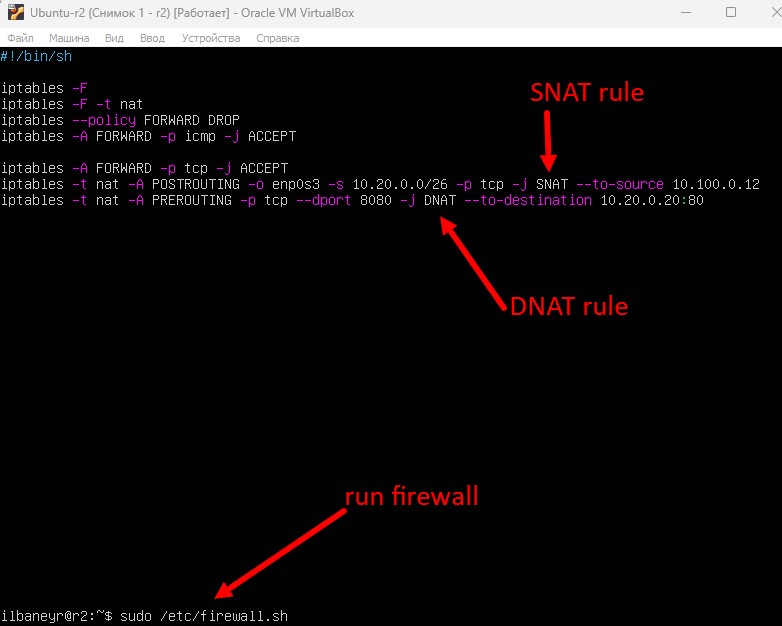 Ubuntu-r2 (Снимок 1 - r2) [Работает] - Oracle VM VirtualBox
Файл Машина Вид Ввод Устройства Справка
#!/bin/sh
iptables -F
iptables -F -t nat
iptables --policy FORWARD DROP
iptables -A FORWARD -p icmp -j ACCEPT
SNAT rule
iptables -A FORWARD -p tcp -j ACCEPT
iptables -t nat -A POSTROUTING -o enp0s3 -s 10.20.0.0/26 -p tcp -j SNAT --to-source 10.100.0.12
iptables -t nat -A PREROUTING -p tcp --dport 8080 -j DNAT --to-destination 10.20.0.20:80
DNAT rule
run firewall
ilbaneyr@r2:~$ sudo /etc/firewall.sh